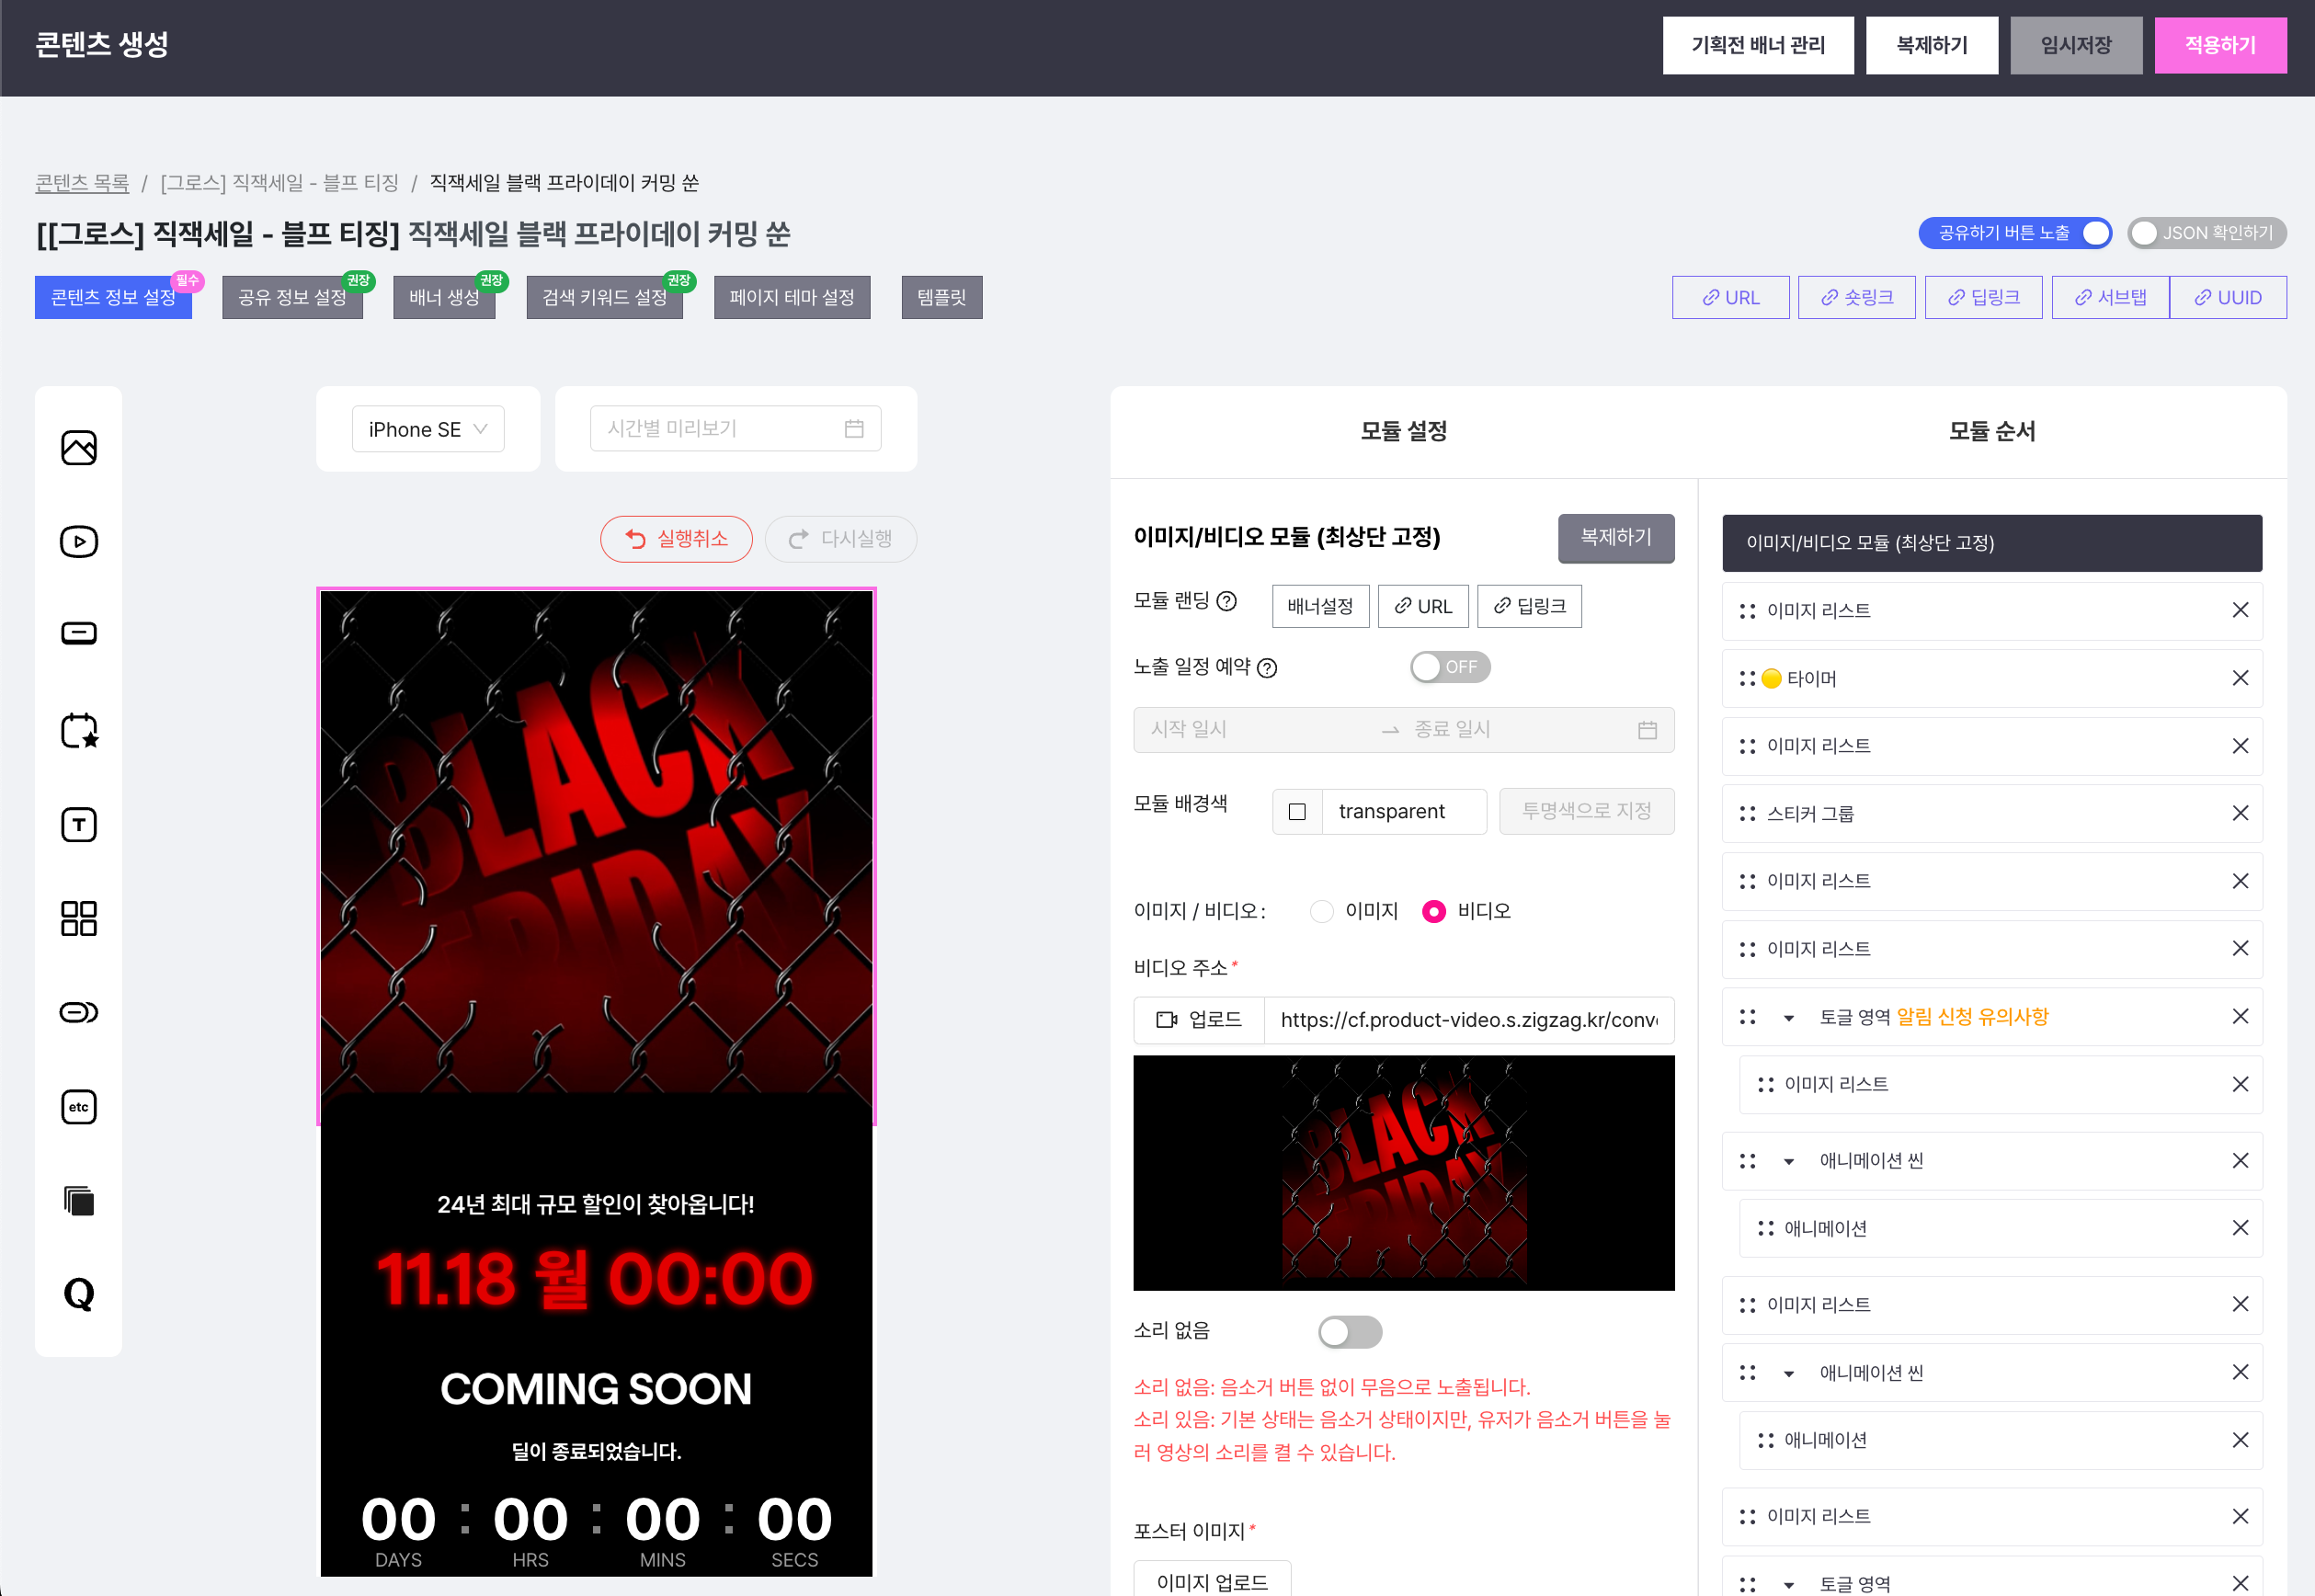 콘텐츠 생성
기획전 배너 관리
복제하기
임시저장
적용하기
콘텐츠 목록 / [그로스] 직잭세일 - 블프 티징 / 직잭세일 블랙 프라이데이 커밍 쑨
[[그로스] 직잭세일 - 블프 티징] 직잭세일 블랙 프라이데이 커밍 쑨
공유하기 버튼 노출
JSON 확인하기
콘텐츠 정보 설정 필수
공유 정보 설정 권장
배너 생성 권장
검색 키워드 설정 권장
페이지 테마 설정
템플릿
URL
숏링크
딥링크
서브탭
UUID
etc
Q
iPhone SE
시간별 미리보기
실행취소
다시실행
BLACK
FRIDAY
24년 최대 규모 할인이 찾아옵니다!
11.18 월 00:00
COMING SOON
딜이 종료되었습니다.
00 : 00 : 00 : 00
DAYS HRS MINS SECS
모듈 설정
이미지/비디오 모듈 (최상단 고정)
복제하기
모듈 랜딩
배너설정
URL
딥링크
노출 일정 예약
OFF
시작 일시 → 종료 일시
모듈 배경색
transparent
투명색으로 지정
이미지 / 비디오 :
이미지
비디오
비디오 주소*
업로드
https://cf.product-video.s.zigzag.kr/conv
BLACK
FRIDAY
소리 없음
소리 없음: 음소거 버튼 없이 무음으로 노출됩니다.
소리 있음: 기본 상태는 음소거 상태이지만, 유저가 음소거 버튼을 눌
러 영상의 소리를 켤 수 있습니다.
포스터 이미지*
이미지 업로드
모듈 순서
이미지/비디오 모듈 (최상단 고정)
이미지 리스트
타이머
이미지 리스트
스티커 그룹
이미지 리스트
이미지 리스트
토글 영역 알림 신청 유의사항
이미지 리스트
애니메이션 씬
애니메이션
이미지 리스트
애니메이션 씬
애니메이션
이미지 리스트
토글 영역